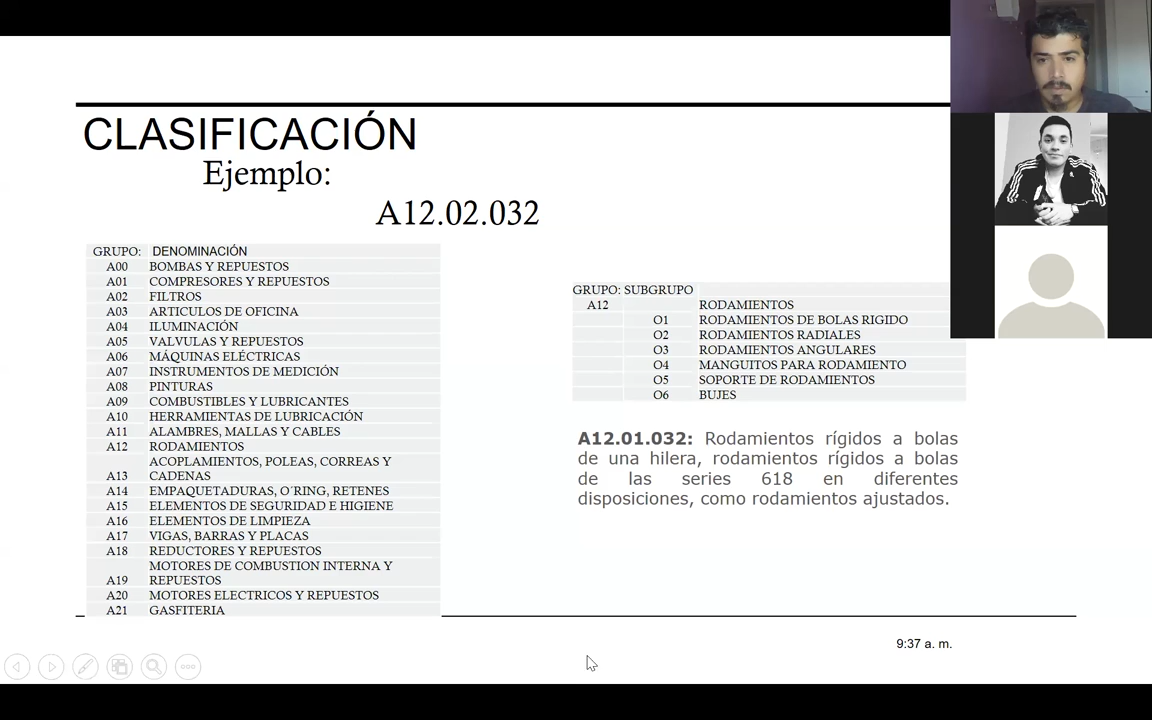 CLASIFICACIÓN
Ejemplo:
A12.02.032
GRUPO: DENOMINACIÓN
A00 BOMBAS Y REPUESTOS
A01 COMPRESORES Y REPUESTOS
A02 FILTROS
A03 ARTICULOS DE OFICINA
A04 ILUMINACIÓN
A05 VALVULAS Y REPUESTOS
A06 MÁQUINAS ELÉCTRICAS
A07 INSTRUMENTOS DE MEDICIÓN
A08 PINTURAS
A09 COMBUSTIBLES Y LUBRICANTES
A10 HERRAMIENTAS DE LUBRICACIÓN
A11 ALAMBRES, MALLAS Y CABLES
A12 RODAMIENTOS
ACOPLAMIENTOS, POLEAS, CORREAS Y
A13 CADENAS
A14 EMPAQUETADURAS, O´RING, RETENES
A15 ELEMENTOS DE SEGURIDAD E HIGIENE
A16 ELEMENTOS DE LIMPIEZA
A17 VIGAS, BARRAS Y PLACAS
A18 REDUCTORES Y REPUESTOS
MOTORES DE COMBUSTION INTERNA Y
A19 REPUESTOS
A20 MOTORES ELECTRICOS Y REPUESTOS
A21 GASFITERIA
GRUPO: SUBGRUPO
A12 RODAMIENTOS
O1 RODAMIENTOS DE BOLAS RIGIDO
O2 RODAMIENTOS RADIALES
O3 RODAMIENTOS ANGULARES
O4 MANGUITOS PARA RODAMIENTO
O5 SOPORTE DE RODAMIENTOS
O6 BUJES
A12.01.032: Rodamientos rígidos a bolas
de una hilera, rodamientos rígidos a bolas
de las series 618 en diferentes
disposiciones, como rodamientos ajustados.
9:37 a. m.